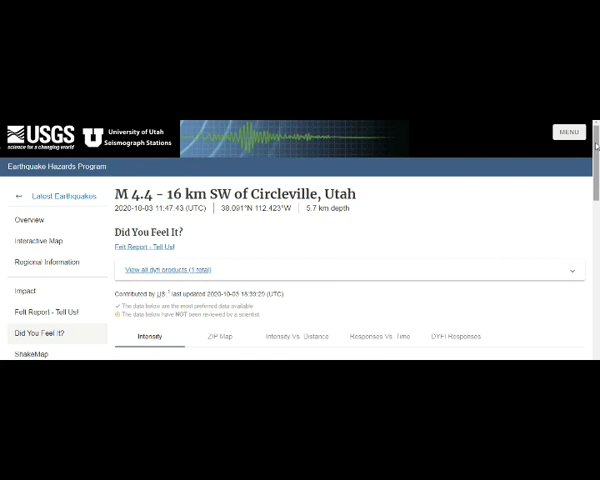 USGS
science for a changing world
University of Utah
Seismograph Stations
MENU
Earthquake Hazards Program
← Latest Earthquakes
Overview
Interactive Map
Regional Information
Impact
Felt Report - Tell Us!
Did You Feel It?
ShakeMap
M 4.4 - 16 km SW of Circleville, Utah
2020-10-03 11:47:43 (UTC) | 38.091°N 112.423°W | 5.7 km depth
Did You Feel It?
Felt Report - Tell Us!
View all dyfi products (1 total)
Contributed by US 1 last updated 2020-10-03 (UTC)
✓ The data below are the most preferred data available
The data below have NOT been reviewed by a scientist.
Intensity ZIP Map Intensity Vs. Distance Responses Vs. Time DYFI Responses